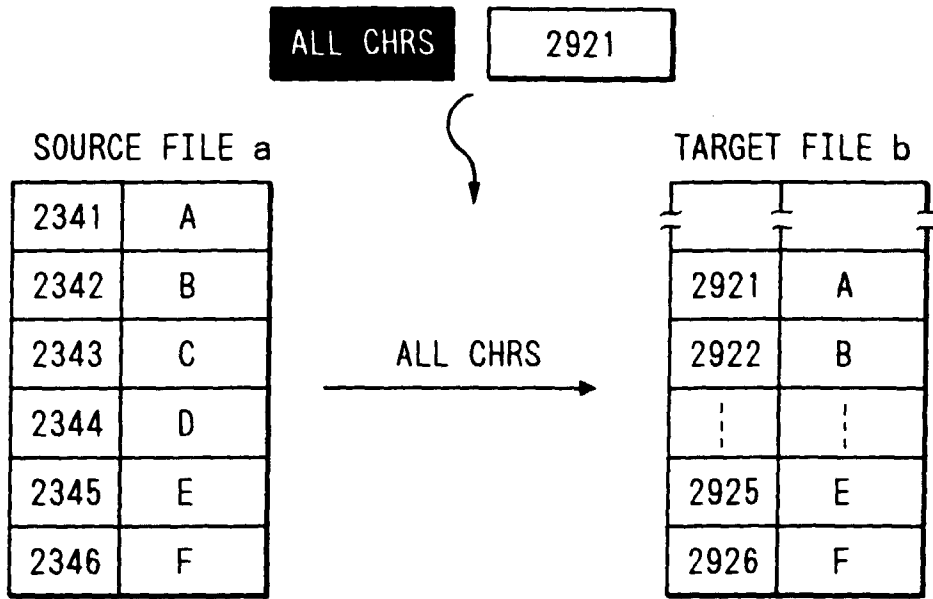 ALL CHRS 2921
SOURCE FILE a
2341 A
2342 B
2343 C
2344 D
2345 E
2346 F
ALL CHRS
TARGET FILE b
2921 A
2922 B
2925 E
2926 F